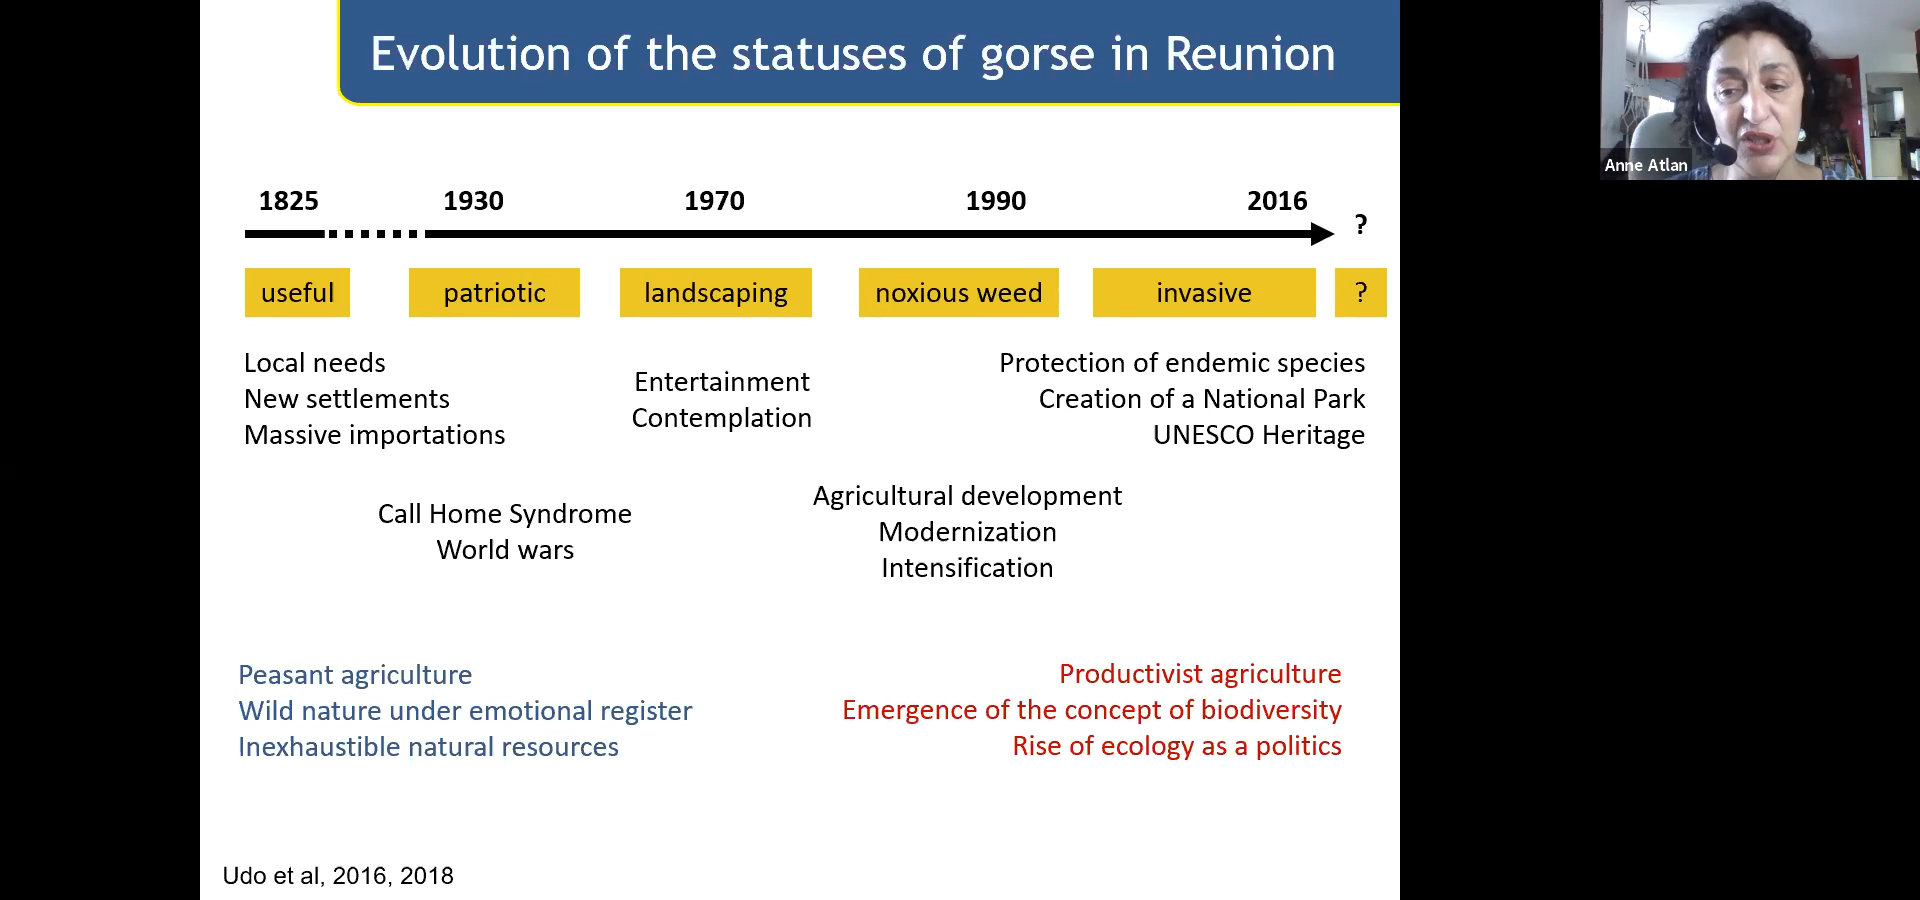 Evolution of the statuses of gorse in Reunion
Anne Atlan
1825 1930 1970 1990 2016 ?
useful patriotic landscaping noxious weed invasive ?
Local needs
New settlements
Massive importations
Entertainment
Contemplation
Protection of endemic species
Creation of a National Park
UNESCO Heritage
Call Home Syndrome
World wars
Agricultural development
Modernization
Intensification
Peasant agriculture
Wild nature under emotional register
Inexhaustible natural resources
Productivist agriculture
Emergence of the concept of biodiversity
Rise of ecology as a politics
Udo et al, 2016, 2018